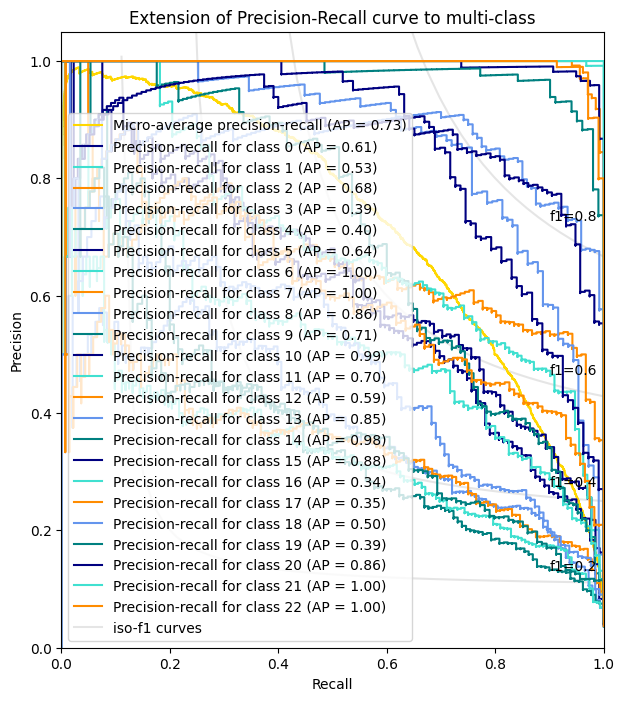 Extension of Precision-Recall curve to multi-class
Precision
1.0
0.8
0.6
0.4
0.2
0.0
Micro-average precision-recall (AP = 0.73)
Precision-recall for class 0 (AP = 0.61)
Precision-recall for class 1 (AP = 0.53)
Precision-recall for class 2 (AP = 0.68)
Precision-recall for class 3 (AP = 0.39)
Precision-recall for class 4 (AP = 0.40)
Precision-recall for class 5 (AP = 0.64)
Precision-recall for class 6 (AP = 1.00)
Precision-recall for class 7 (AP = 1.00)
Precision-recall for class 8 (AP = 0.86)
Precision-recall for class 9 (AP = 0.71)
Precision-recall for class 10 (AP = 0.99)
Precision-recall for class 11 (AP = 0.70)
Precision-recall for class 12 (AP = 0.59)
Precision-recall for class 13 (AP = 0.85)
Precision-recall for class 14 (AP = 0.98)
Precision-recall for class 15 (AP = 0.88)
Precision-recall for class 16 (AP = 0.34)
Precision-recall for class 17 (AP = 0.35)
Precision-recall for class 18 (AP = 0.50)
Precision-recall for class 19 (AP = 0.39)
Precision-recall for class 20 (AP = 0.86)
Precision-recall for class 21 (AP = 1.00)
Precision-recall for class 22 (AP = 1.00)
iso-f1 curves
f1=0.8
f1=0.6
f1=0.4
f1=0.2
0.0 0.2 0.4 0.6 0.8 1.0
Recall